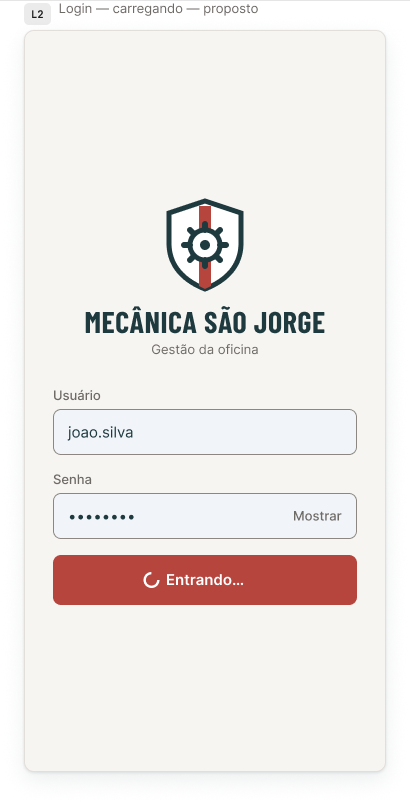 L2 Login — carregando — proposto
MECÂNICA SÃO JORGE
Gestão da oficina
Usuário
joao.silva
Senha
•••••••• Mostrar
Entrando...